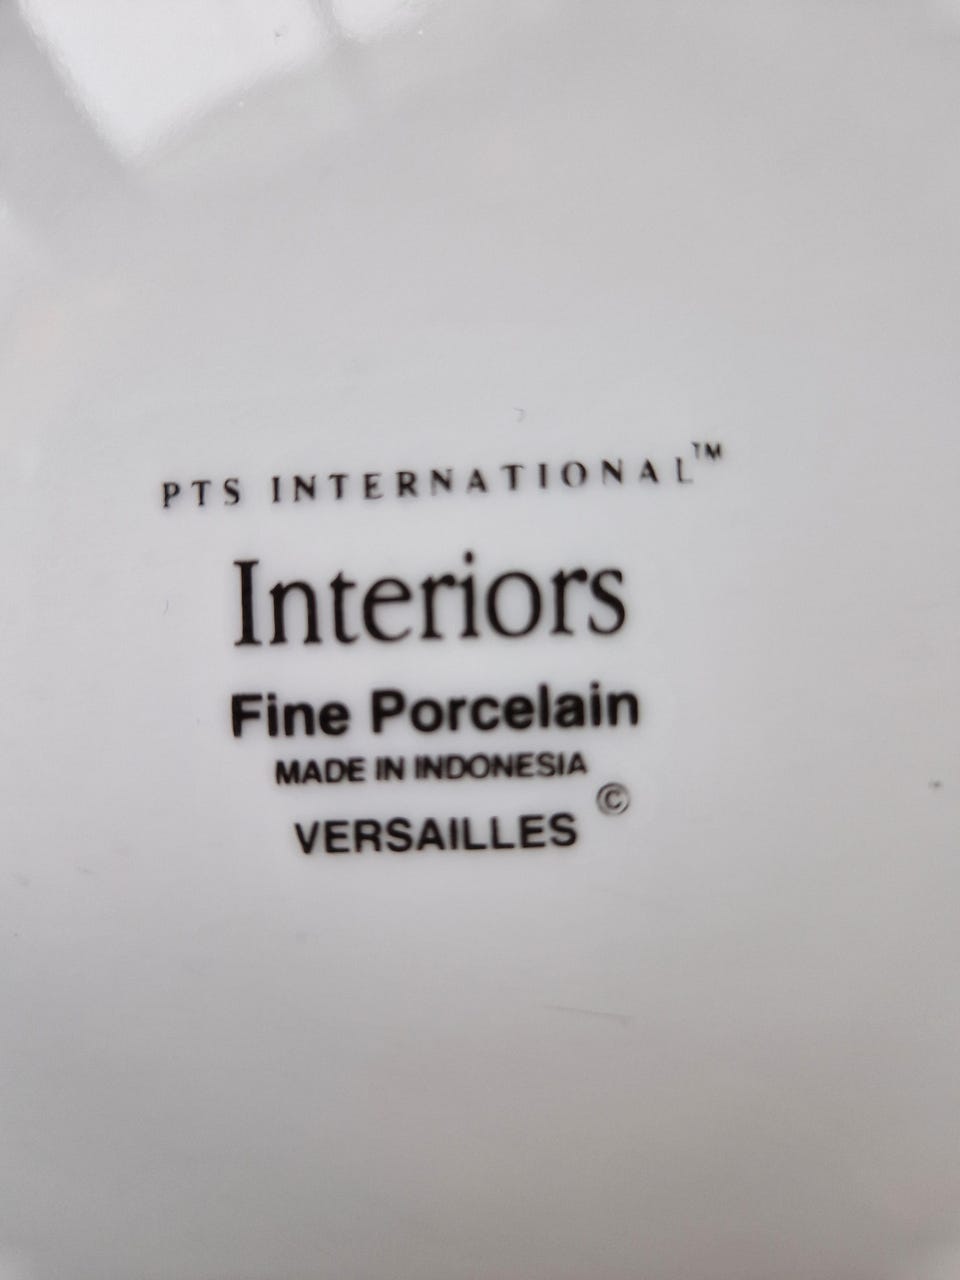 PTS INTERNATIONAL™
Interiors
Fine Porcelain
MADE IN INDONESIA
VERSAILLES ©